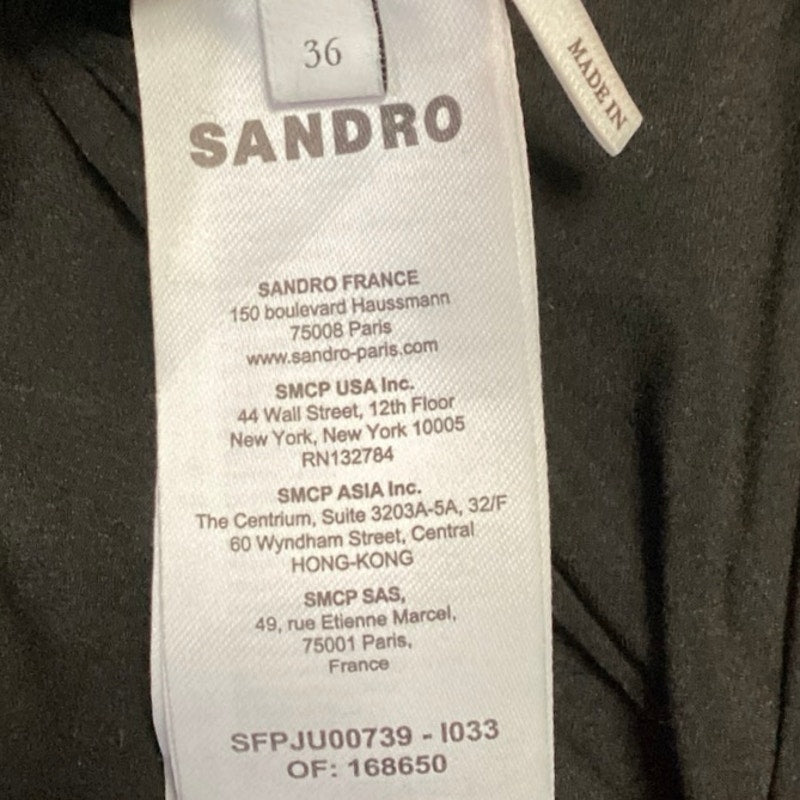 36
MADE IN
SANDRO
SANDRO FRANCE
150 boulevard Haussmann
75008 Paris
www.sandro-paris.com
SMCP USA Inc.
44 Wall Street, 12th Floor
New York, New York 10005
RN132784
SMCP ASIA Inc.
The Centrium, Suite 3203A-5A, 32/F
60 Wyndham Street, Central
HONG-KONG
SMCP SAS,
49, rue Etienne Marcel,
75001 Paris,
France
SFPJU00739 - I033
OF: 168650